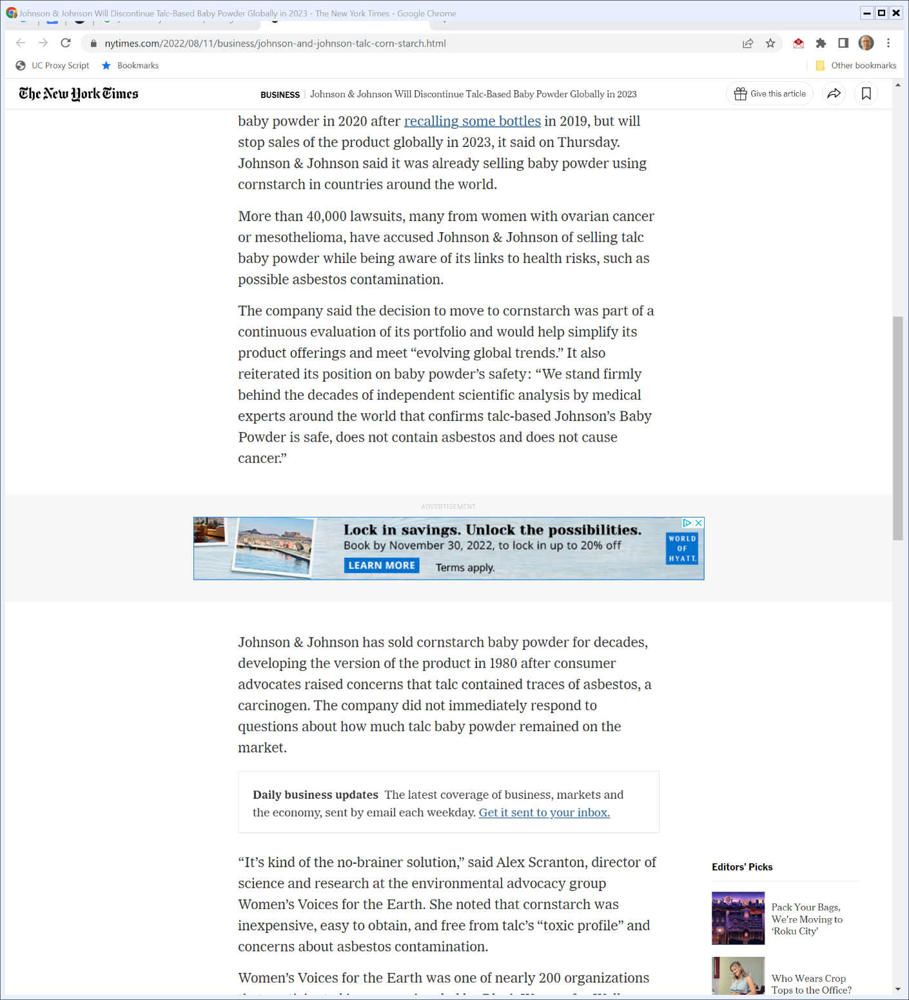 Johnson & Johnson Will Discontinue Talc-Based Baby Powder Globally in 2023 - The New York Times - Google Chrome
nytimes.com/2022/08/11/business/johnson-and-johnson-talc-corn-starch.html
UC Proxy Script
Bookmarks
Other bookmarks
The New York Times
BUSINESS
Johnson & Johnson Will Discontinue Talc-Based Baby Powder Globally in 2023
Give this article
baby powder in 2020 after recalling some bottles in 2019, but will
stop sales of the product globally in 2023, it said on Thursday.
Johnson & Johnson said it was already selling baby powder using
cornstarch in countries around the world.
More than 40,000 lawsuits, many from women with ovarian cancer
or mesothelioma, have accused Johnson & Johnson of selling talc
baby powder while being aware of its links to health risks, such as
possible asbestos contamination.
The company said the decision to move to cornstarch was part of a
continuous evaluation of its portfolio and would help simplify its
product offerings and meet “evolving global trends.” It also
reiterated its position on baby powder’s safety: “We stand firmly
behind the decades of independent scientific analysis by medical
experts around the world that confirms talc-based Johnson’s Baby
Powder is safe, does not contain asbestos and does not cause
cancer.”
ADVERTISEMENT
Lock in savings. Unlock the possibilities.
Book by November 30, 2022, to lock in up to 20% off
LEARN MORE
Terms apply.
WORLD
OF
HYATT.
Johnson & Johnson has sold cornstarch baby powder for decades,
developing the version of the product in 1980 after consumer
advocates raised concerns that talc contained traces of asbestos, a
carcinogen. The company did not immediately respond to
questions about how much talc baby powder remained on the
market.
Daily business updates The latest coverage of business, markets and
the economy, sent by email each weekday. Get it sent to your inbox.
“It’s kind of the no-brainer solution,” said Alex Scranton, director of
science and research at the environmental advocacy group
Women’s Voices for the Earth. She noted that cornstarch was
inexpensive, easy to obtain, and free from talc’s “toxic profile” and
concerns about asbestos contamination.
Women’s Voices for the Earth was one of nearly 200 organizations
Editors’ Picks
Pack Your Bags,
We’re Moving to
‘Roku City’
Who Wears Crop
Tops to the Office?